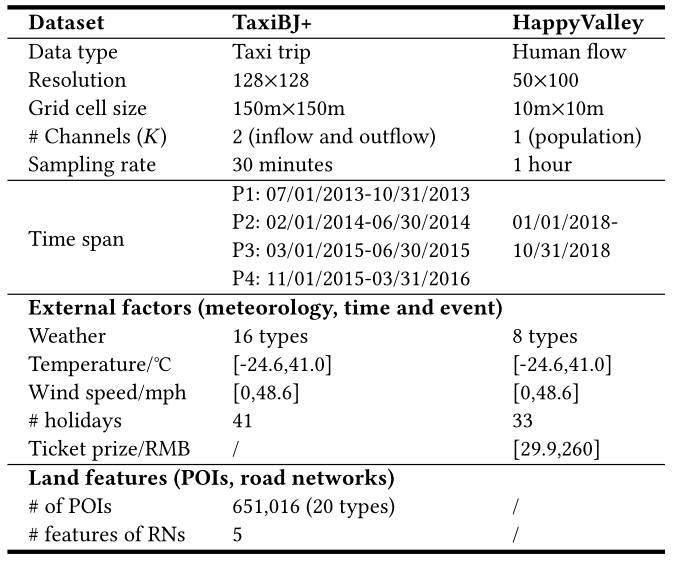 Dataset TaxiBJ+ HappyValley
Data type Taxi trip Human flow
Resolution 128×128 50×100
Grid cell size 150m×150m 10m×10m
# Channels (K) 2 (inflow and outflow) 1 (population)
Sampling rate 30 minutes 1 hour
Time span
P1: 07/01/2013-10/31/2013
P2: 02/01/2014-06/30/2014
P3: 03/01/2015-06/30/2015
P4: 11/01/2015-03/31/2016
01/01/2018-
10/31/2018
External factors (meteorology, time and event)
Weather 16 types 8 types
Temperature/℃ [-24.6,41.0] [-24.6,41.0]
Wind speed/mph [0,48.6] [0,48.6]
# holidays 41 33
Ticket prize/RMB / [29.9,260]
Land features (POIs, road networks)
# of POIs 651,016 (20 types) /
# features of RNs 5 /